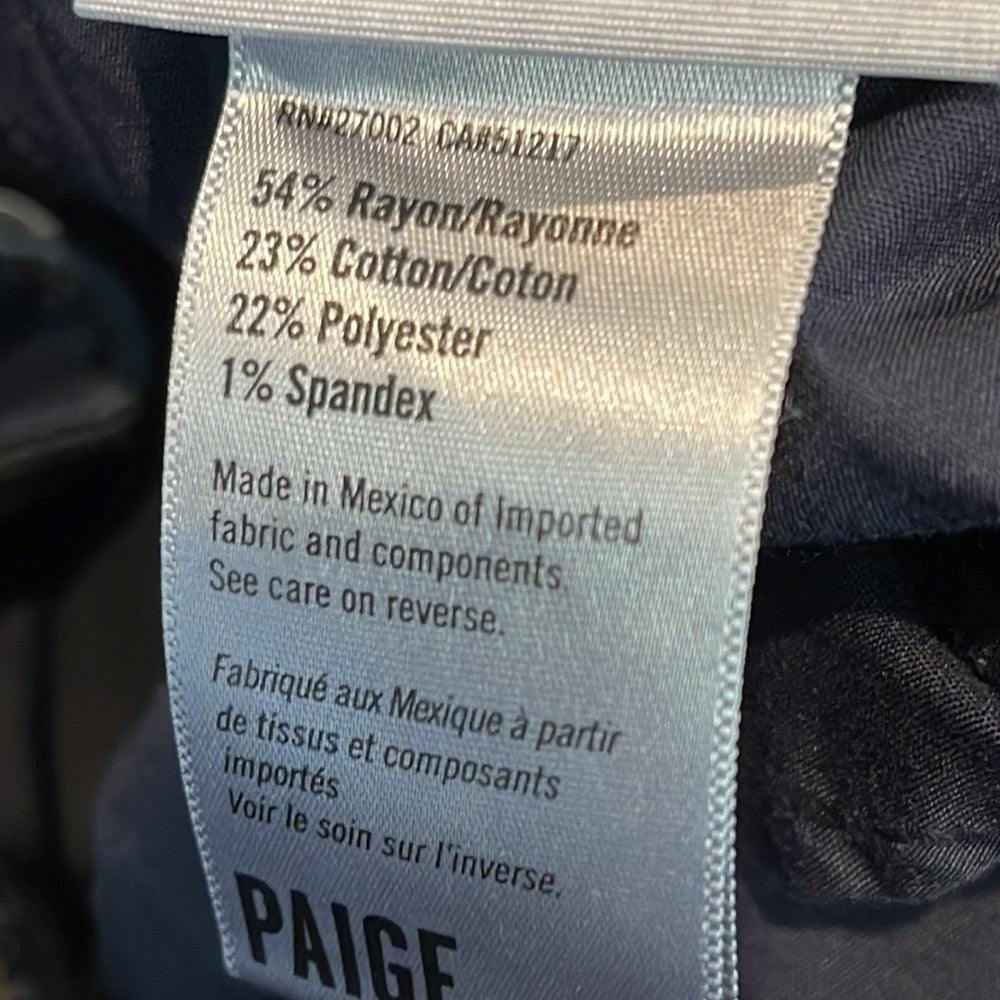 RN#27002 CA#51217
54% Rayon/Rayonne
23% Cotton/Coton
22% Polyester
1% Spandex
Made in Mexico of Imported
fabric and components.
See care on reverse.
Fabriqué aux Mexique à partir
de tissus et composants
importés
Voir le soin sur l'inverse.
PAIGE